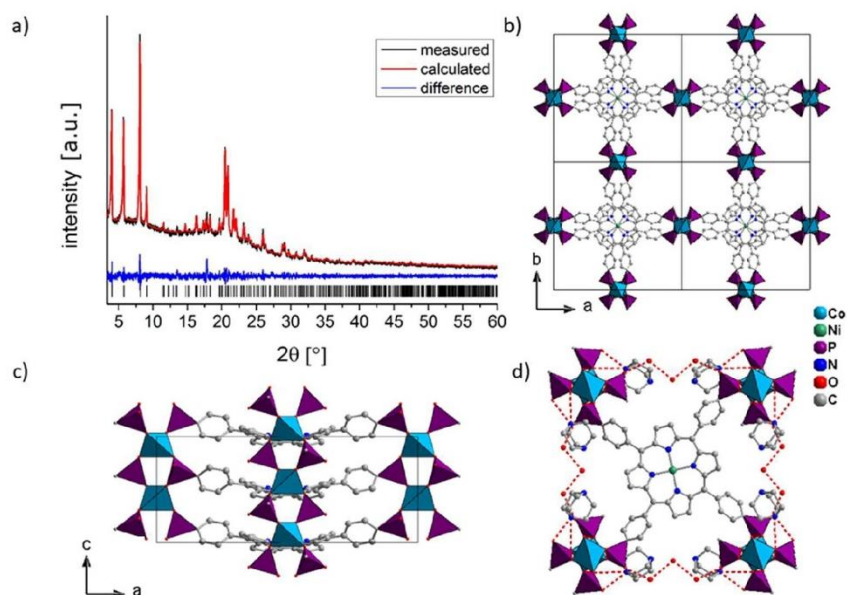 a)
intensity [a.u.]
measured
calculated
difference
5 10 15 20 25 30 35 40 45 50 55 60
2θ [°]
b)
b
a
Co
Ni
P
N
O
C
c)
c
a
d)